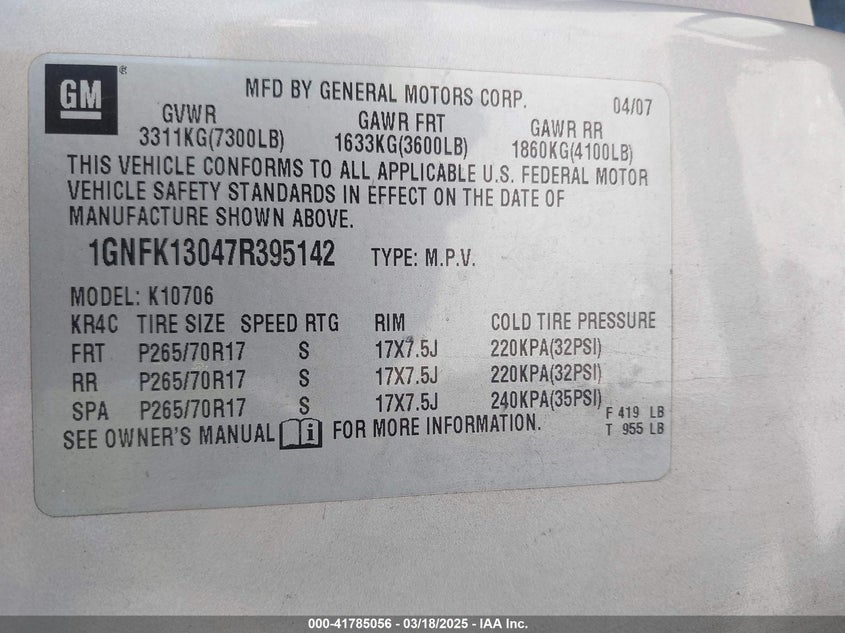 GM ®
MFD BY GENERAL MOTORS CORP. 04/07
GVWR GAWR FRT GAWR RR
3311KG(7300LB) 1633KG(3600LB) 1860KG(4100LB)
THIS VEHICLE CONFORMS TO ALL APPLICABLE U.S. FEDERAL MOTOR
VEHICLE SAFETY STANDARDS IN EFFECT ON THE DATE OF
MANUFACTURE SHOWN ABOVE.
1GNFK13047R395142 TYPE: M.P.V.
MODEL: K10706
KR4C TIRE SIZE SPEED RTG RIM COLD TIRE PRESSURE
FRT P265/70R17 S 17X7.5J 220KPA(32PSI)
RR P265/70R17 S 17X7.5J 220KPA(32PSI)
SPA P265/70R17 S 17X7.5J 240KPA(35PSI)
F 419 LB
SEE OWNER'S MANUAL i FOR MORE INFORMATION.
T 955 LB
000-41785056 - 03/18/2025 - IAA Inc.